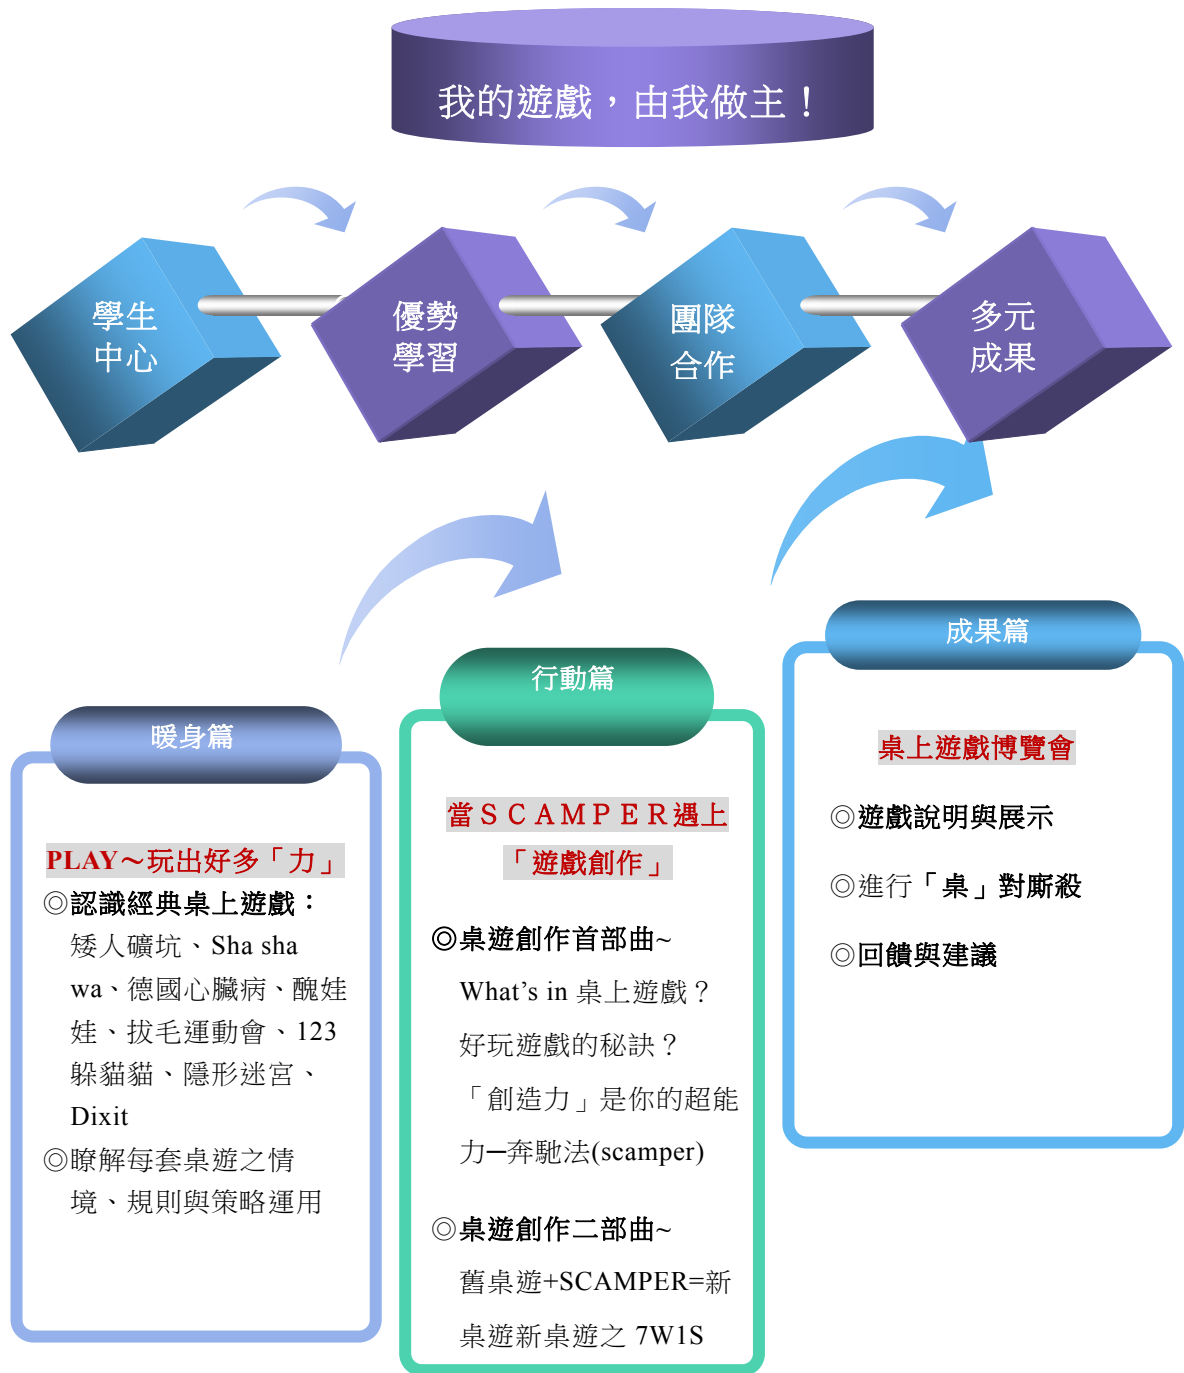 我的遊戲，由我做主！
學生
中心
優勢
學習
團隊
合作
多元
成果
暖身篇
PLAY～玩出好多「力」
◎認識經典桌上遊戲：
矮人礦坑、Sha sha
wa、德國心臟病、醜娃
娃、拔毛運動會、123
躲貓貓、隱形迷宮、
Dixit
◎瞭解每套桌遊之情
境、規則與策略運用
行動篇
當ＳＣＡＭＰＥＲ遇上
「遊戲創作」
◎桌遊創作首部曲~
What’s in 桌上遊戲？
好玩遊戲的秘訣？
「創造力」是你的超能
力─奔馳法(scamper)
◎桌遊創作二部曲~
舊桌遊+SCAMPER=新
桌遊新桌遊之 7W1S
成果篇
桌上遊戲博覽會
◎遊戲說明與展示
◎進行「桌」對廝殺
◎回饋與建議